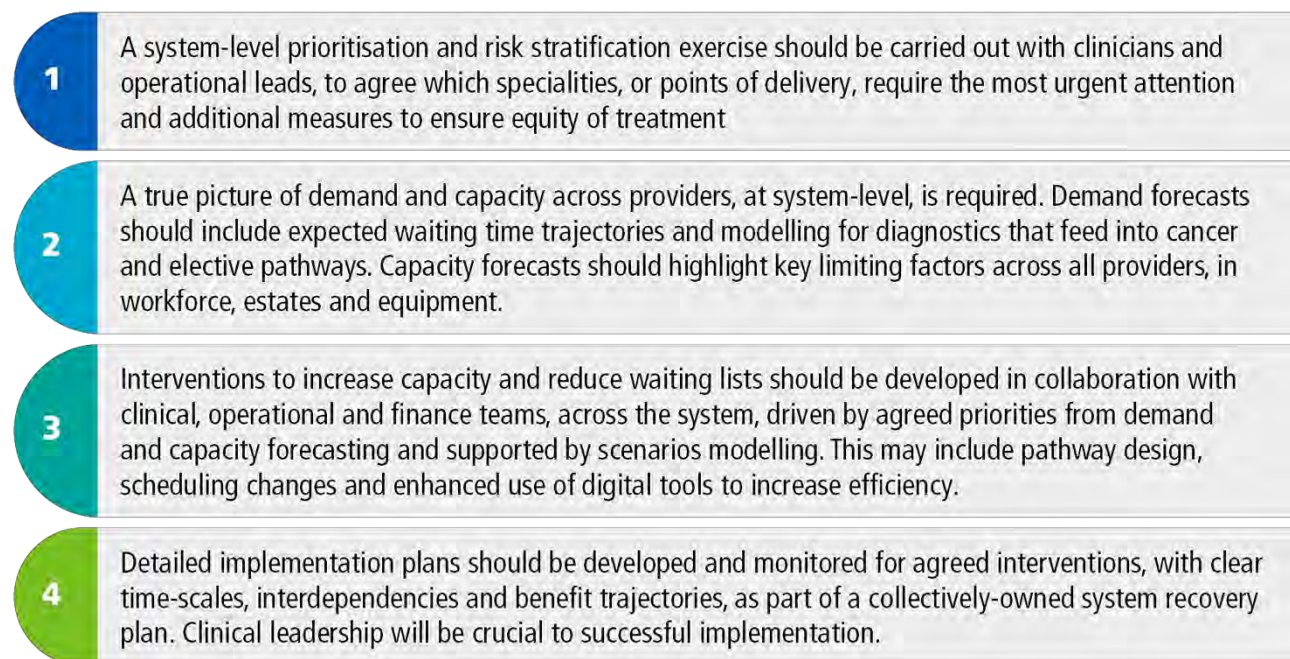 1
A system-level prioritisation and risk stratification exercise should be carried out with clinicians and
operational leads, to agree which specialities, or points of delivery, require the most urgent attention
and additional measures to ensure equity of treatment
2
A true picture of demand and capacity across providers, at system-level, is required. Demand forecasts
should include expected waiting time trajectories and modelling for diagnostics that feed into cancer
and elective pathways. Capacity forecasts should highlight key limiting factors across all providers, in
workforce, estates and equipment.
3
Interventions to increase capacity and reduce waiting lists should be developed in collaboration with
clinical, operational and finance teams, across the system, driven by agreed priorities from demand
and capacity forecasting and supported by scenarios modelling. This may include pathway design,
scheduling changes and enhanced use of digital tools to increase efficiency.
4
Detailed implementation plans should be developed and monitored for agreed interventions, with clear
time-scales, interdependencies and benefit trajectories, as part of a collectively-owned system recovery
plan. Clinical leadership will be crucial to successful implementation.